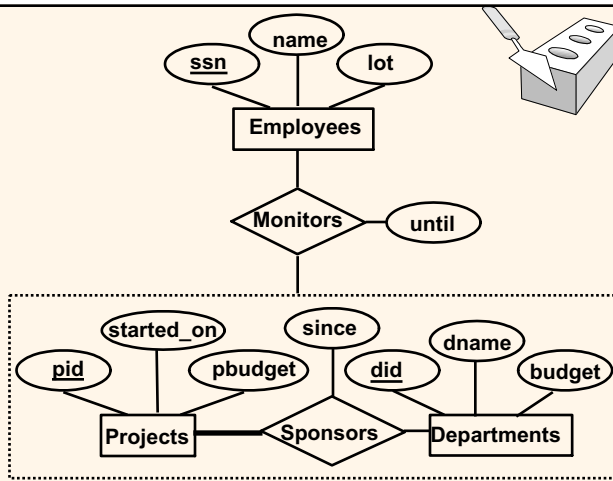 name
ssn
lot
Employees
Monitors
until
started_on
since
dname
pid
pbudget
did
budget
Projects
Sponsors
Departments